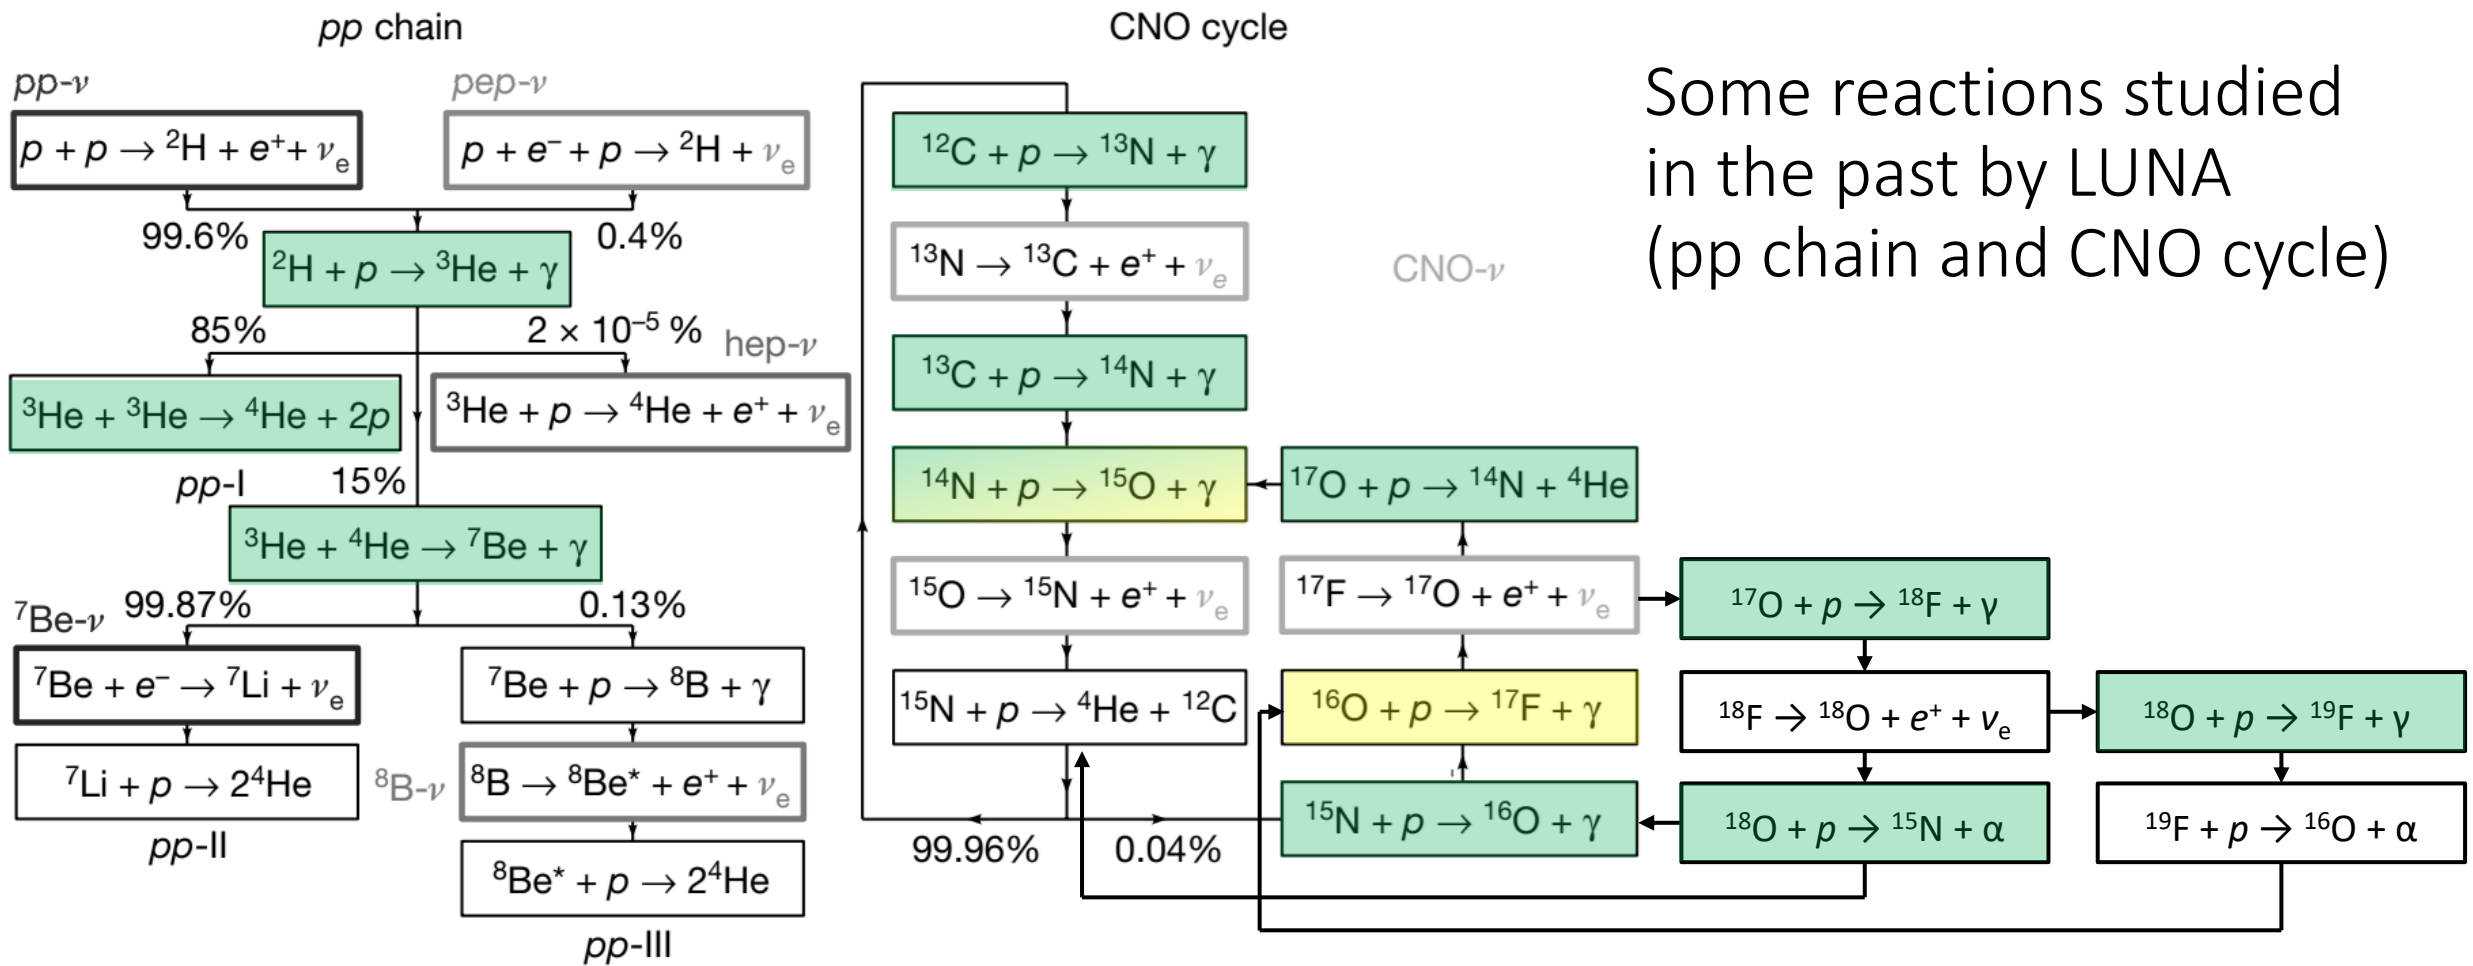 pp chain
pp-ν
pep-ν
p + p → ²H + e⁺+ νₑ
p + e⁻ + p → ²H + νₑ
99.6%
0.4%
²H + p → ³He + γ
85%
2 × 10⁻⁵ %
hep-ν
³He + ³He → ⁴He + 2p
³He + p → ⁴He + e⁺ + νₑ
pp-I
15%
³He + ⁴He → ⁷Be + γ
⁷Be-ν
99.87%
0.13%
⁷Be + e⁻ → ⁷Li + νₑ
⁷Be + p → ⁸B + γ
⁷Li + p → 2⁴He
⁸B-ν
⁸B → ⁸Be* + e⁺ + νₑ
pp-II
⁸Be* + p → 2⁴He
pp-III
CNO cycle
¹²C + p → ¹³N + γ
¹³N → ¹³C + e⁺ + νₑ
CNO-ν
¹³C + p → ¹⁴N + γ
¹⁴N + p → ¹⁵O + γ
¹⁷O + p → ¹⁴N + ⁴He
¹⁵O → ¹⁵N + e⁺ + νₑ
¹⁷F → ¹⁷O + e⁺ + νₑ
¹⁷O + p → ¹⁸F + γ
¹⁵N + p → ⁴He + ¹²C
¹⁶O + p → ¹⁷F + γ
¹⁸F → ¹⁸O + e⁺ + νₑ
¹⁸O + p → ¹⁹F + γ
99.96%
0.04%
¹⁵N + p → ¹⁶O + γ
¹⁸O + p → ¹⁵N + α
¹⁹F + p → ¹⁶O + α
Some reactions studied
in the past by LUNA
(pp chain and CNO cycle)